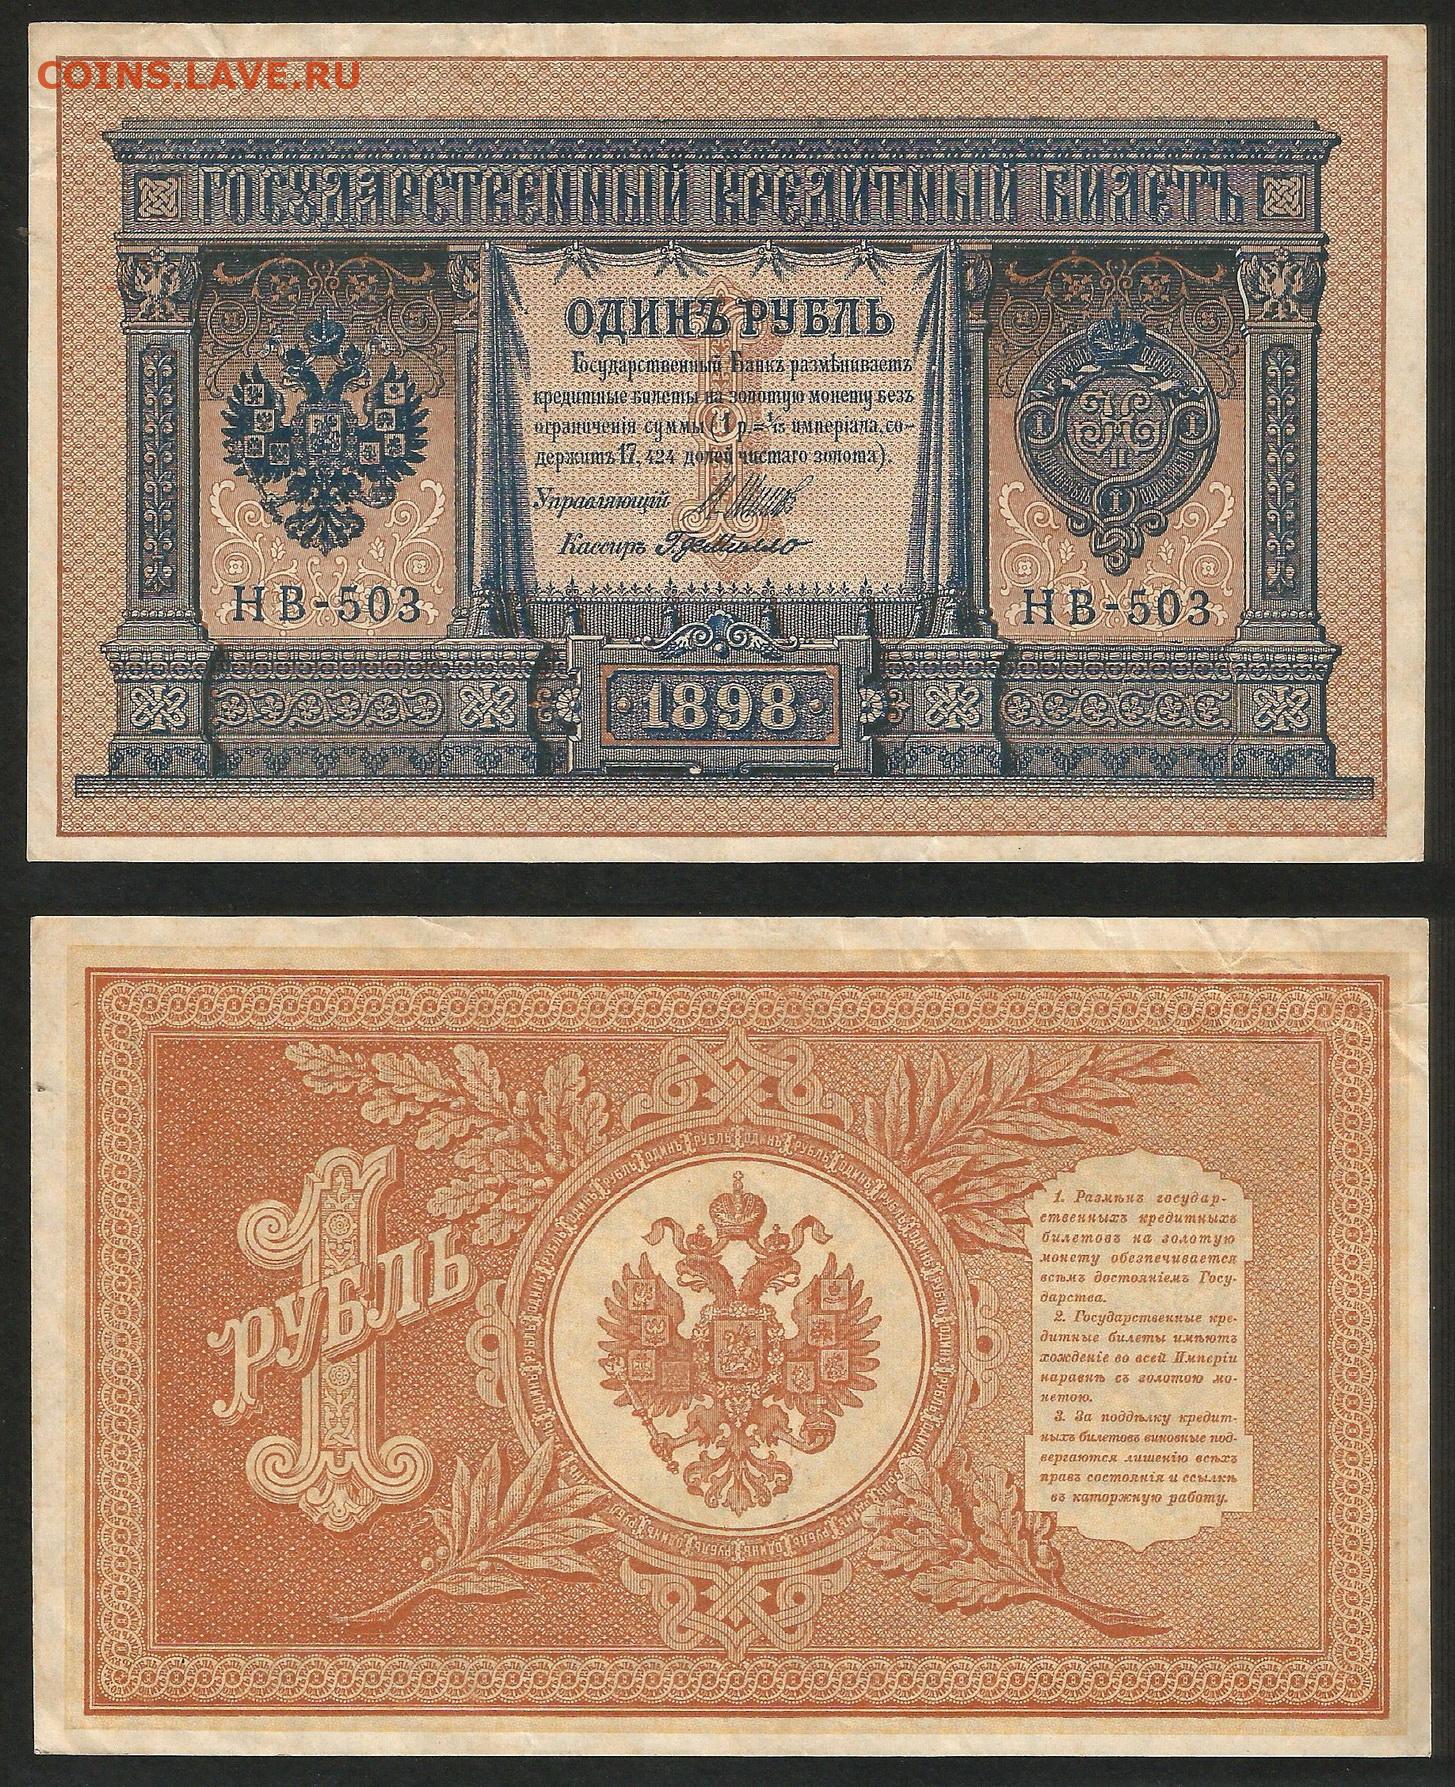 COINS.LAVE.RU
ГОСУДАРСТВЕННЫЙ КРЕДИТНЫЙ БИЛЕТЪ
ОДИНЪ РУБЛЬ
Государственный Банкъ размѣниваетъ
кредитные билеты на золотую монету безъ
ограниченія суммы (1 р.= 1/15 имперіала, со-
держитъ 17,424 долей чистаго золота).
Управляющій
Кассиръ
НВ-503
НВ-503
1898
1
РУБЛЬ
1. Размѣнъ государ-
ственныхъ кредитныхъ
билетовъ на золотую
монету обезпечивается
всѣмъ достояніемъ Госу-
дарства.
2. Государственные кре-
дитные билеты имѣютъ
хожденіе во всей Имперіи
наравнѣ съ золотою мо-
нетою.
3. За поддѣлку кредит-
ныхъ билетовъ виновные под-
вергаются лишенію всѣхъ
правъ состоянія и ссылкѣ
въ каторжную работу.